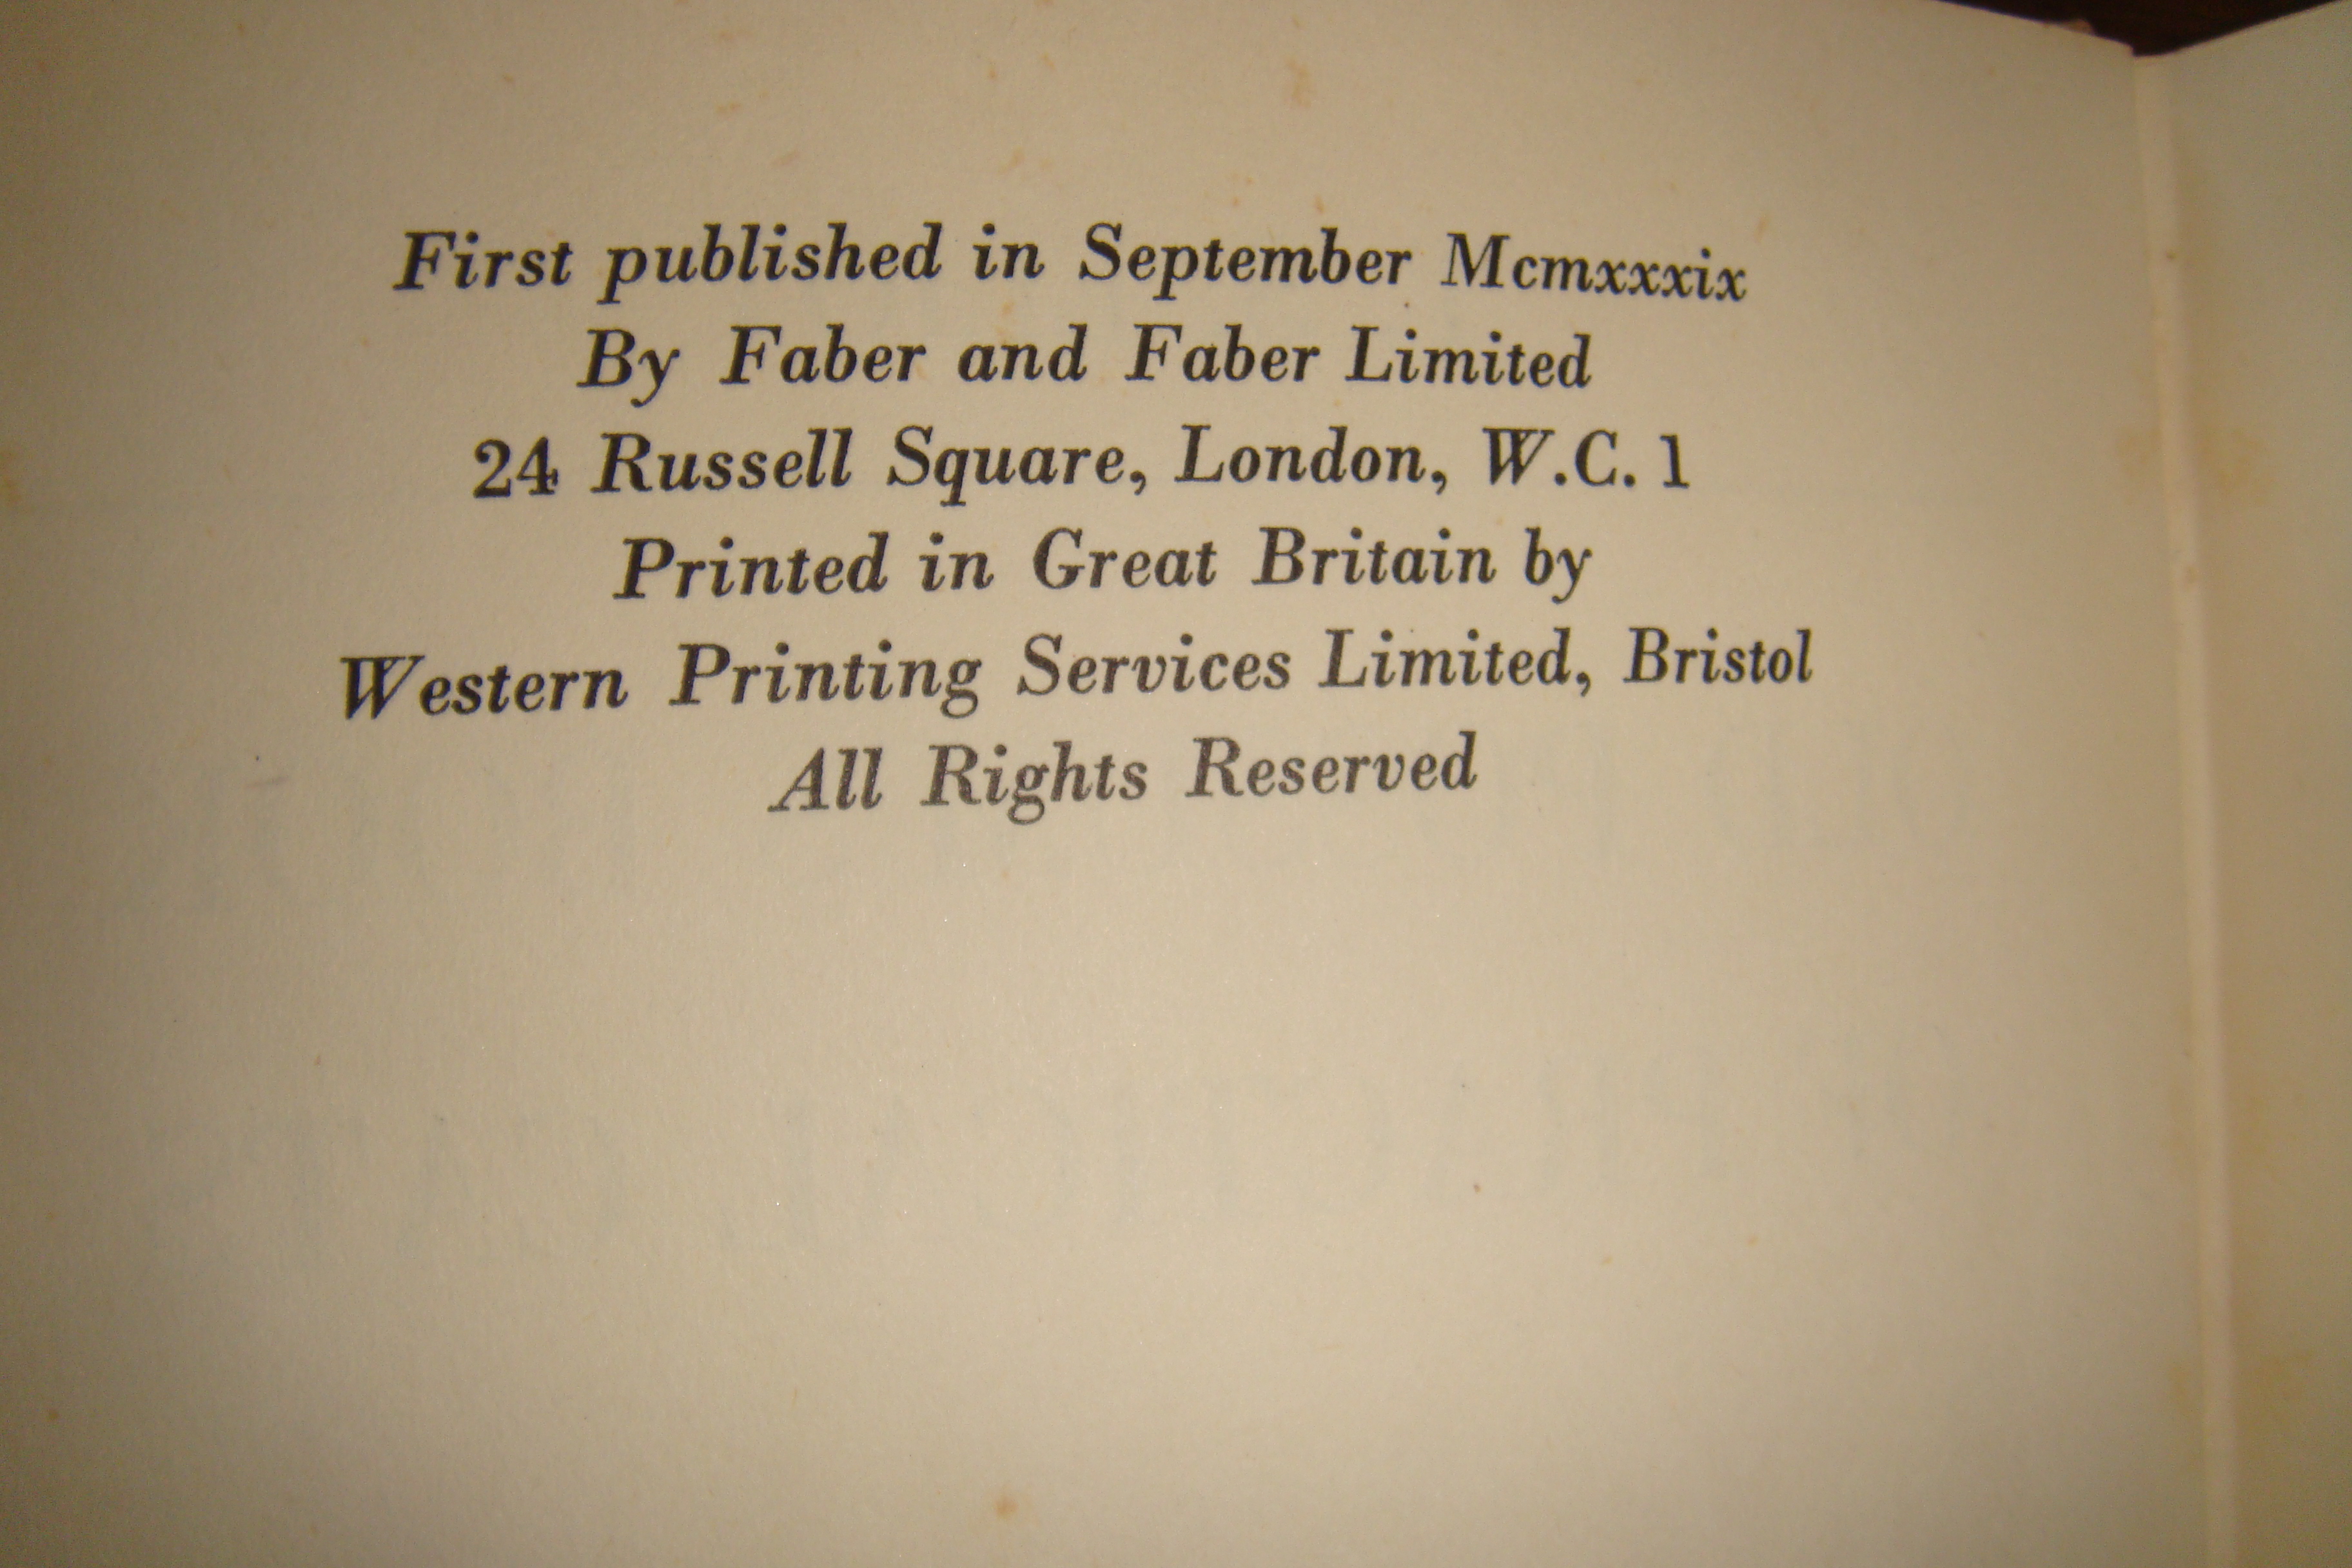 First published in September Mcmxxxix
By Faber and Faber Limited
24 Russell Square, London, W.C. 1
Printed in Great Britain by
Western Printing Services Limited, Bristol
All Rights Reserved